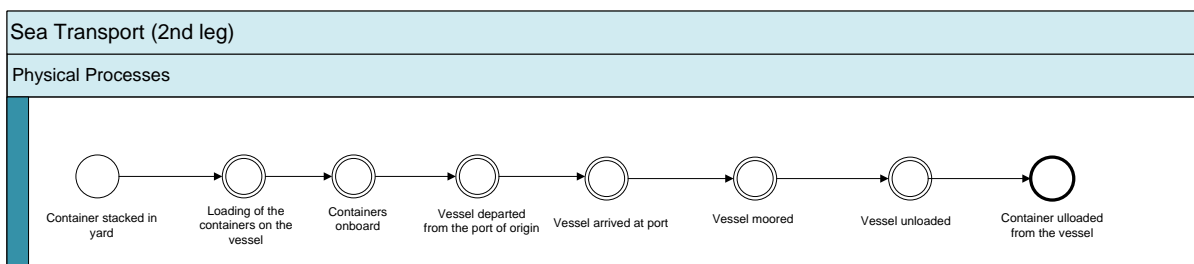 Sea Transport (2nd leg)
Physical Processes
Container stacked in
yard
Loading of the
containers on the
vessel
Containers
onboard
Vessel departed
from the port of origin
Vessel arrived at port
Vessel moored
Vessel unloaded
Container ulloaded
from the vessel